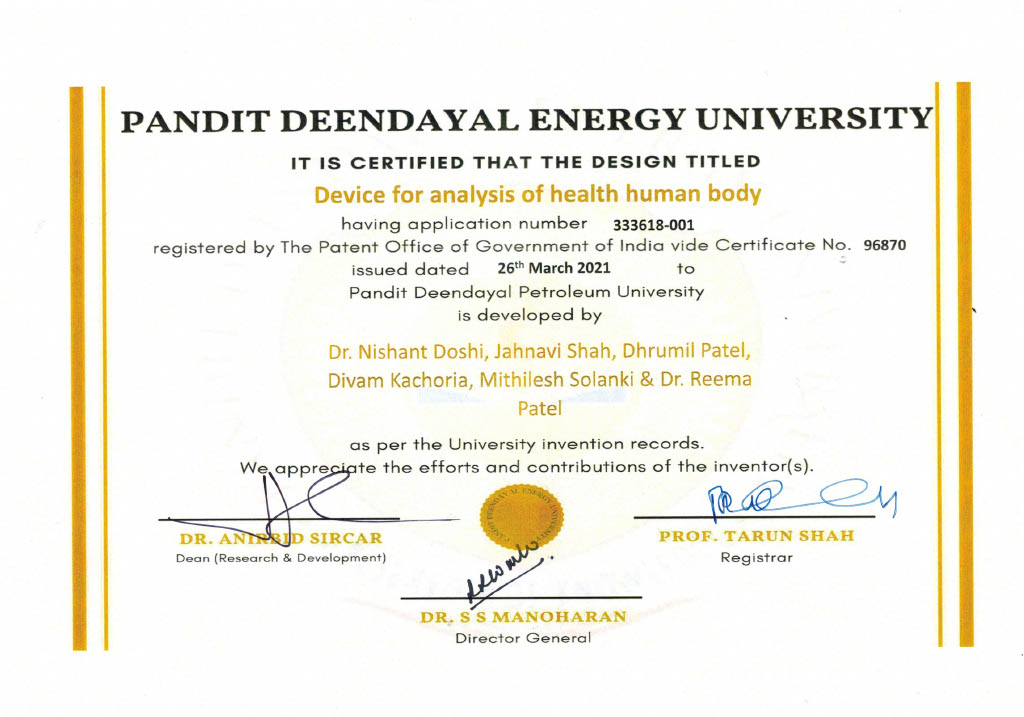 PANDIT DEENDAYAL ENERGY UNIVERSITY
IT IS CERTIFIED THAT THE DESIGN TITLED
Device for analysis of health human body
having application number 333618-001
registered by The Patent Office of Government of India vide Certificate No. 96870
issued dated 26th March 2021 to
Pandit Deendayal Petroleum University
is developed by
Dr. Nishant Doshi, Jahnavi Shah, Dhrumil Patel,
Divam Kachoria, Mithilesh Solanki & Dr. Reema
Patel
as per the University invention records.
We appreciate the efforts and contributions of the inventor(s).
PANDIT DEENDAYAL ENERGY UNIVERSITY
DR. ANIRBID SIRCAR
Dean (Research & Development)
PROF. TARUN SHAH
Registrar
DR. S S MANOHARAN
Director General